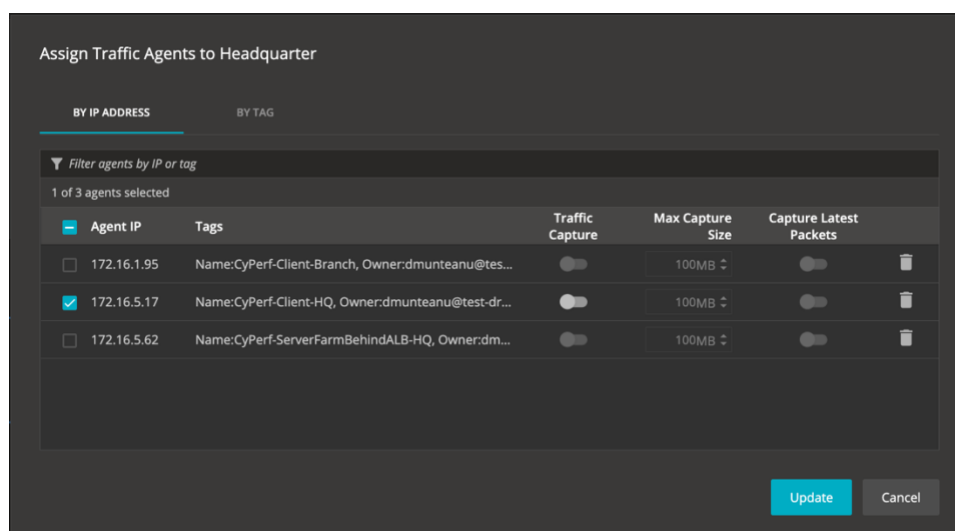 Assign Traffic Agents to Headquarter
BY IP ADDRESS BY TAG
Filter agents by IP or tag
1 of 3 agents selected
Agent IP Tags Traffic Capture Max Capture Size Capture Latest Packets
172.16.1.95 Name:CyPerf-Client-Branch, Owner:dmunteanu@tes... 100MB
172.16.5.17 Name:CyPerf-Client-HQ, Owner:dmunteanu@test-dr... 100MB
172.16.5.62 Name:CyPerf-ServerFarmBehindALB-HQ, Owner:dm... 100MB
Update Cancel